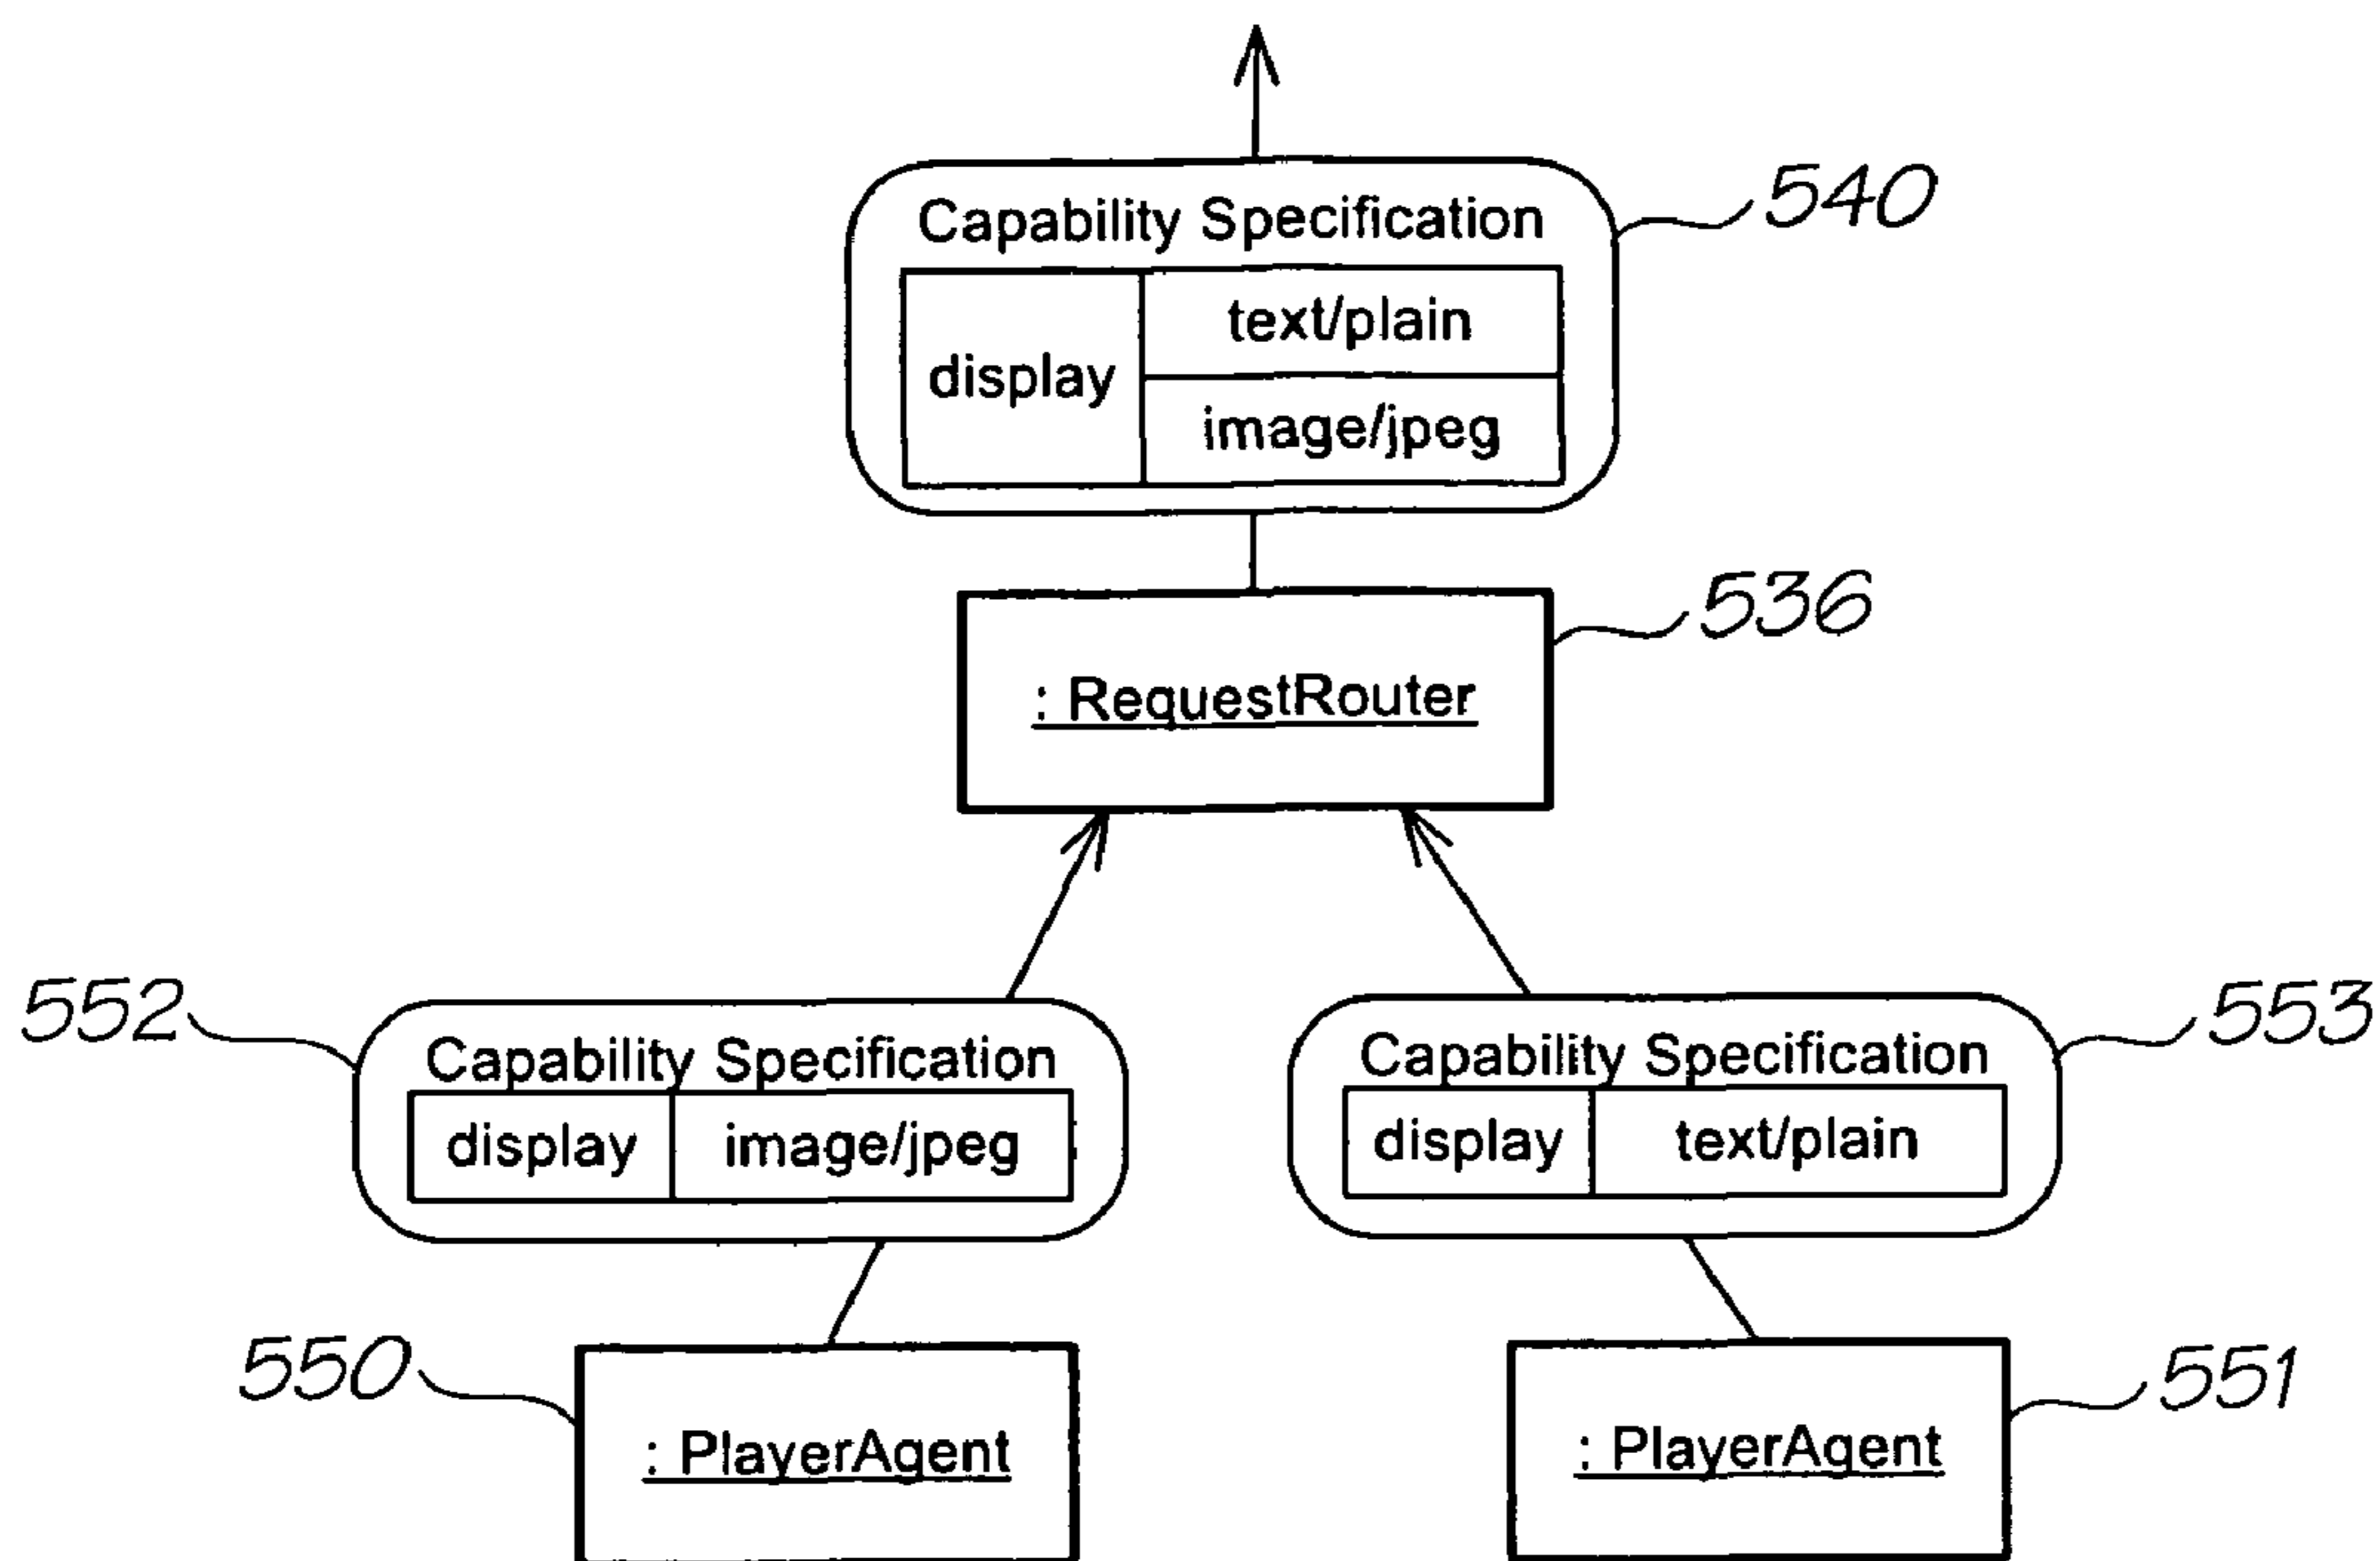 Capability Specification
540
text/plain
display
image/jpeg
536
: RequestRouter
552
Capability Specification
display image/jpeg
553
Capability Specification
display text/plain
550
: PlayerAgent
551
: PlayerAgent